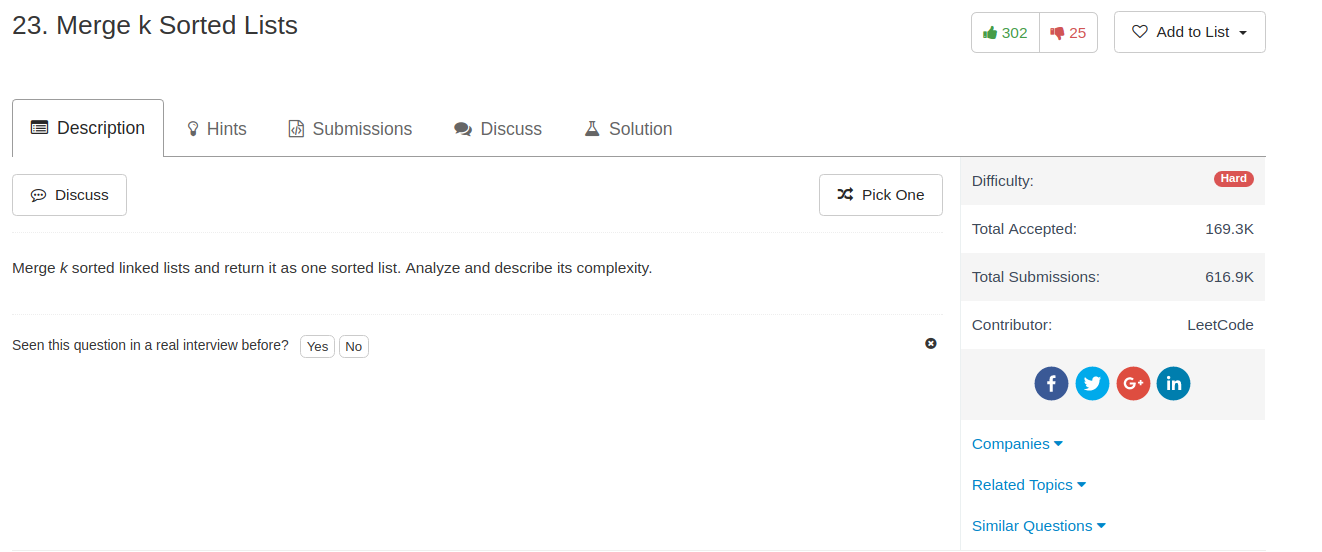 23. Merge k Sorted Lists
302
25
Add to List
Description
Hints
Submissions
Discuss
Solution
Discuss
Pick One
Merge k sorted linked lists and return it as one sorted list. Analyze and describe its complexity.
Seen this question in a real interview before?
Yes
No
Difficulty:
Hard
Total Accepted:
169.3K
Total Submissions:
616.9K
Contributor:
LeetCode
f
G+
in
Companies
Related Topics
Similar Questions